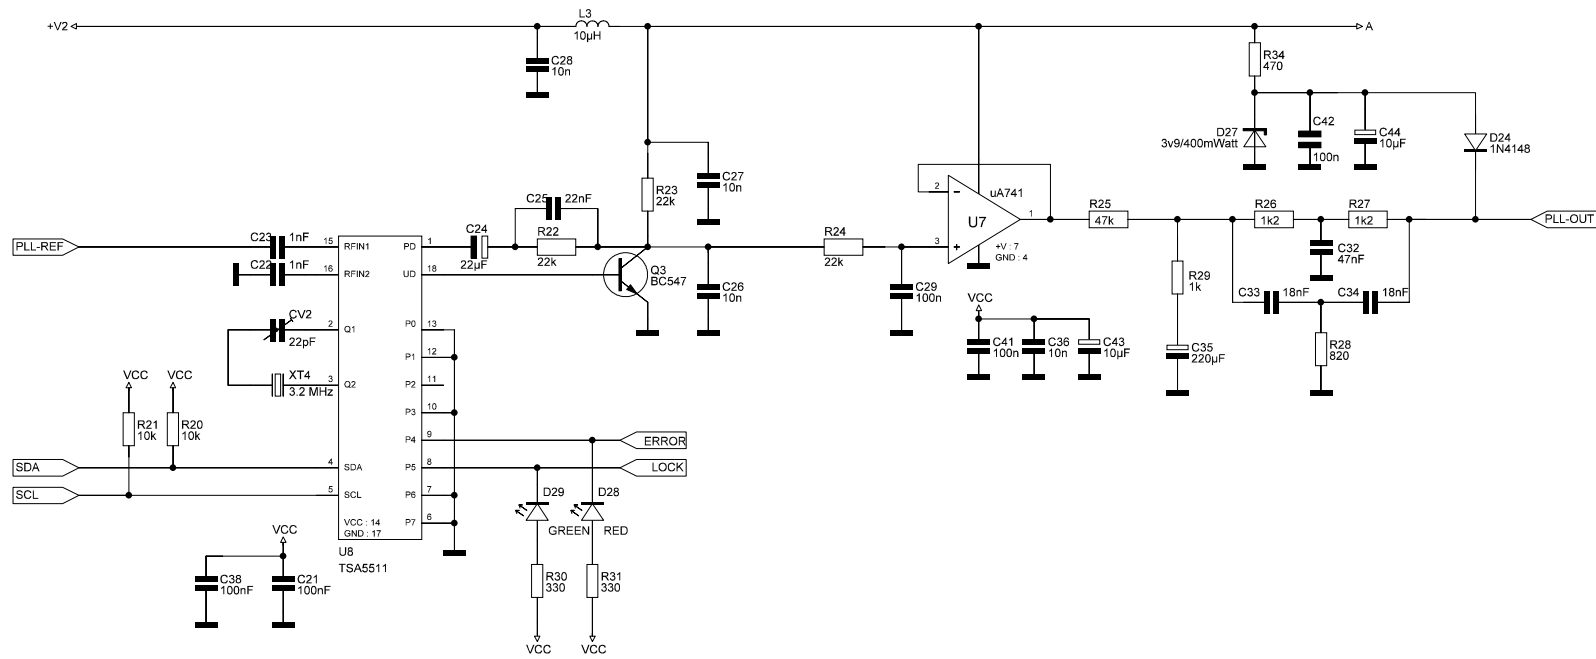 +V2
L3
10µH
A
C28
10n
R34
470
D27
3v9/400mWatt
C42
100n
C44
10µF
D24
1N4148
C27
10n
R23
22k
C25
22nF
2
uA741
U7
1
3
+V : 7
GND : 4
R25
47k
R26
1k2
R27
1k2
PLL-OUT
PLL-REF
C23
1nF
15
RFIN1
PD
1
C24
22µF
R22
22k
R24
22k
C22
1nF
16
RFIN2
UD
18
Q3
BC547
C26
10n
C29
100n
C32
47nF
R29
1k
C33
18nF
C34
18nF
CV2
22pF
2
Q1
P0
13
P1
12
VCC
C41
100n
C36
10n
C43
10µF
C35
220µF
R28
820
XT4
3.2 MHz
3
Q2
P2
11
VCC
VCC
R21
10k
R20
10k
P3
10
P4
9
ERROR
SDA
4
SDA
P5
8
LOCK
SCL
5
SCL
P6
7
D29
D28
GREEN
RED
VCC : 14
GND : 17
P7
6
VCC
U8
TSA5511
C38
100nF
C21
100nF
R30
330
R31
330
VCC
VCC